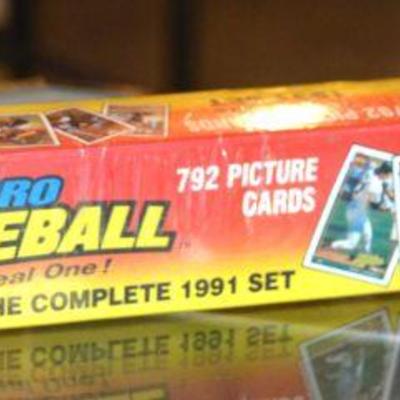 792 PICTURE
CARDS
RO
EBALL
eal One!
HE COMPLETE 1991 SET